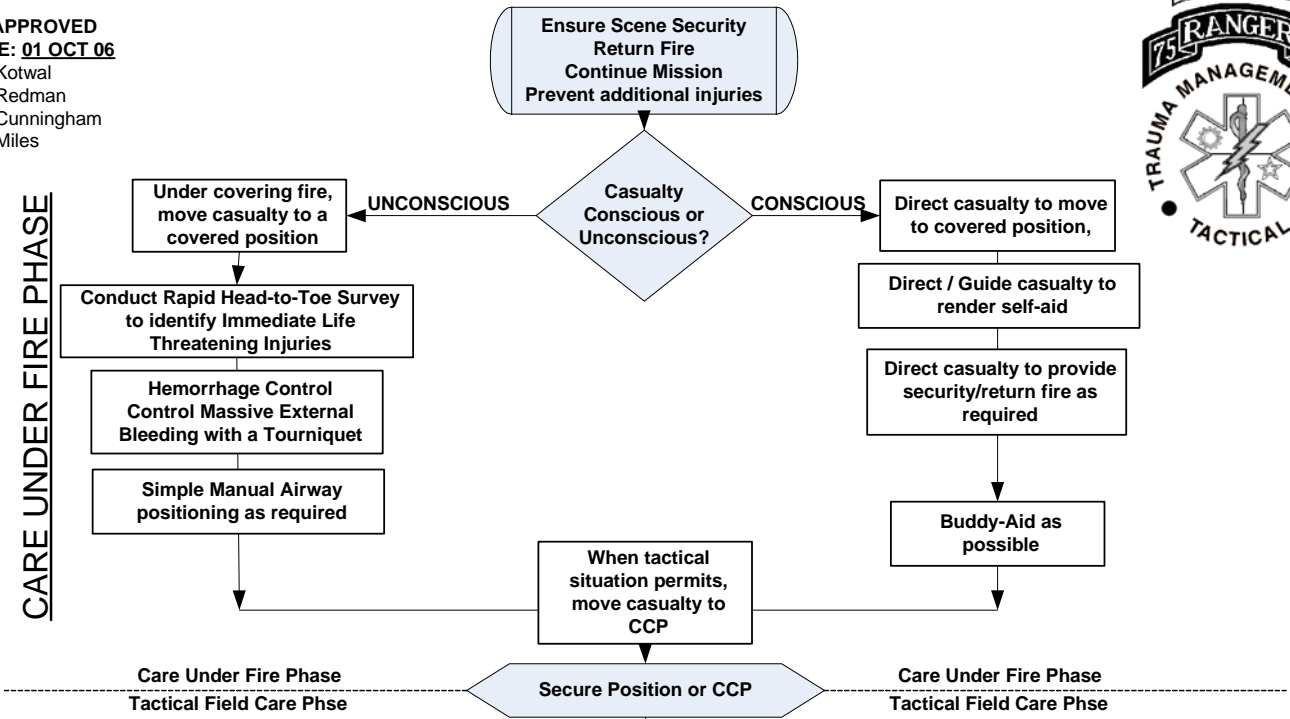 APPROVED
E: 01 OCT 06
Kotwal
Redman
Cunningham
Miles
Ensure Scene Security
Return Fire
Continue Mission
Prevent additional injuries
75 RANGER
TRAUMA
TACTICAL
CARE UNDER FIRE PHASE
Casualty
Conscious or
Unconscious?
UNCONSCIOUS
CONSCIOUS
Under covering fire,
move casualty to a
covered position
Conduct Rapid Head-to-Toe Survey
to identify Immediate Life
Threatening Injuries
Hemorrhage Control
Control Massive External
Bleeding with a Tourniquet
Simple Manual Airway
positioning as required
Direct casualty to move
to covered position,
Direct / Guide casualty to
render self-aid
Direct casualty to provide
security/return fire as
required
Buddy-Aid as
possible
When tactical
situation permits,
move casualty to
CCP
Care Under Fire Phase
Secure Position or CCP
Care Under Fire Phase
Tactical Field Care Phse
Tactical Field Care Phse